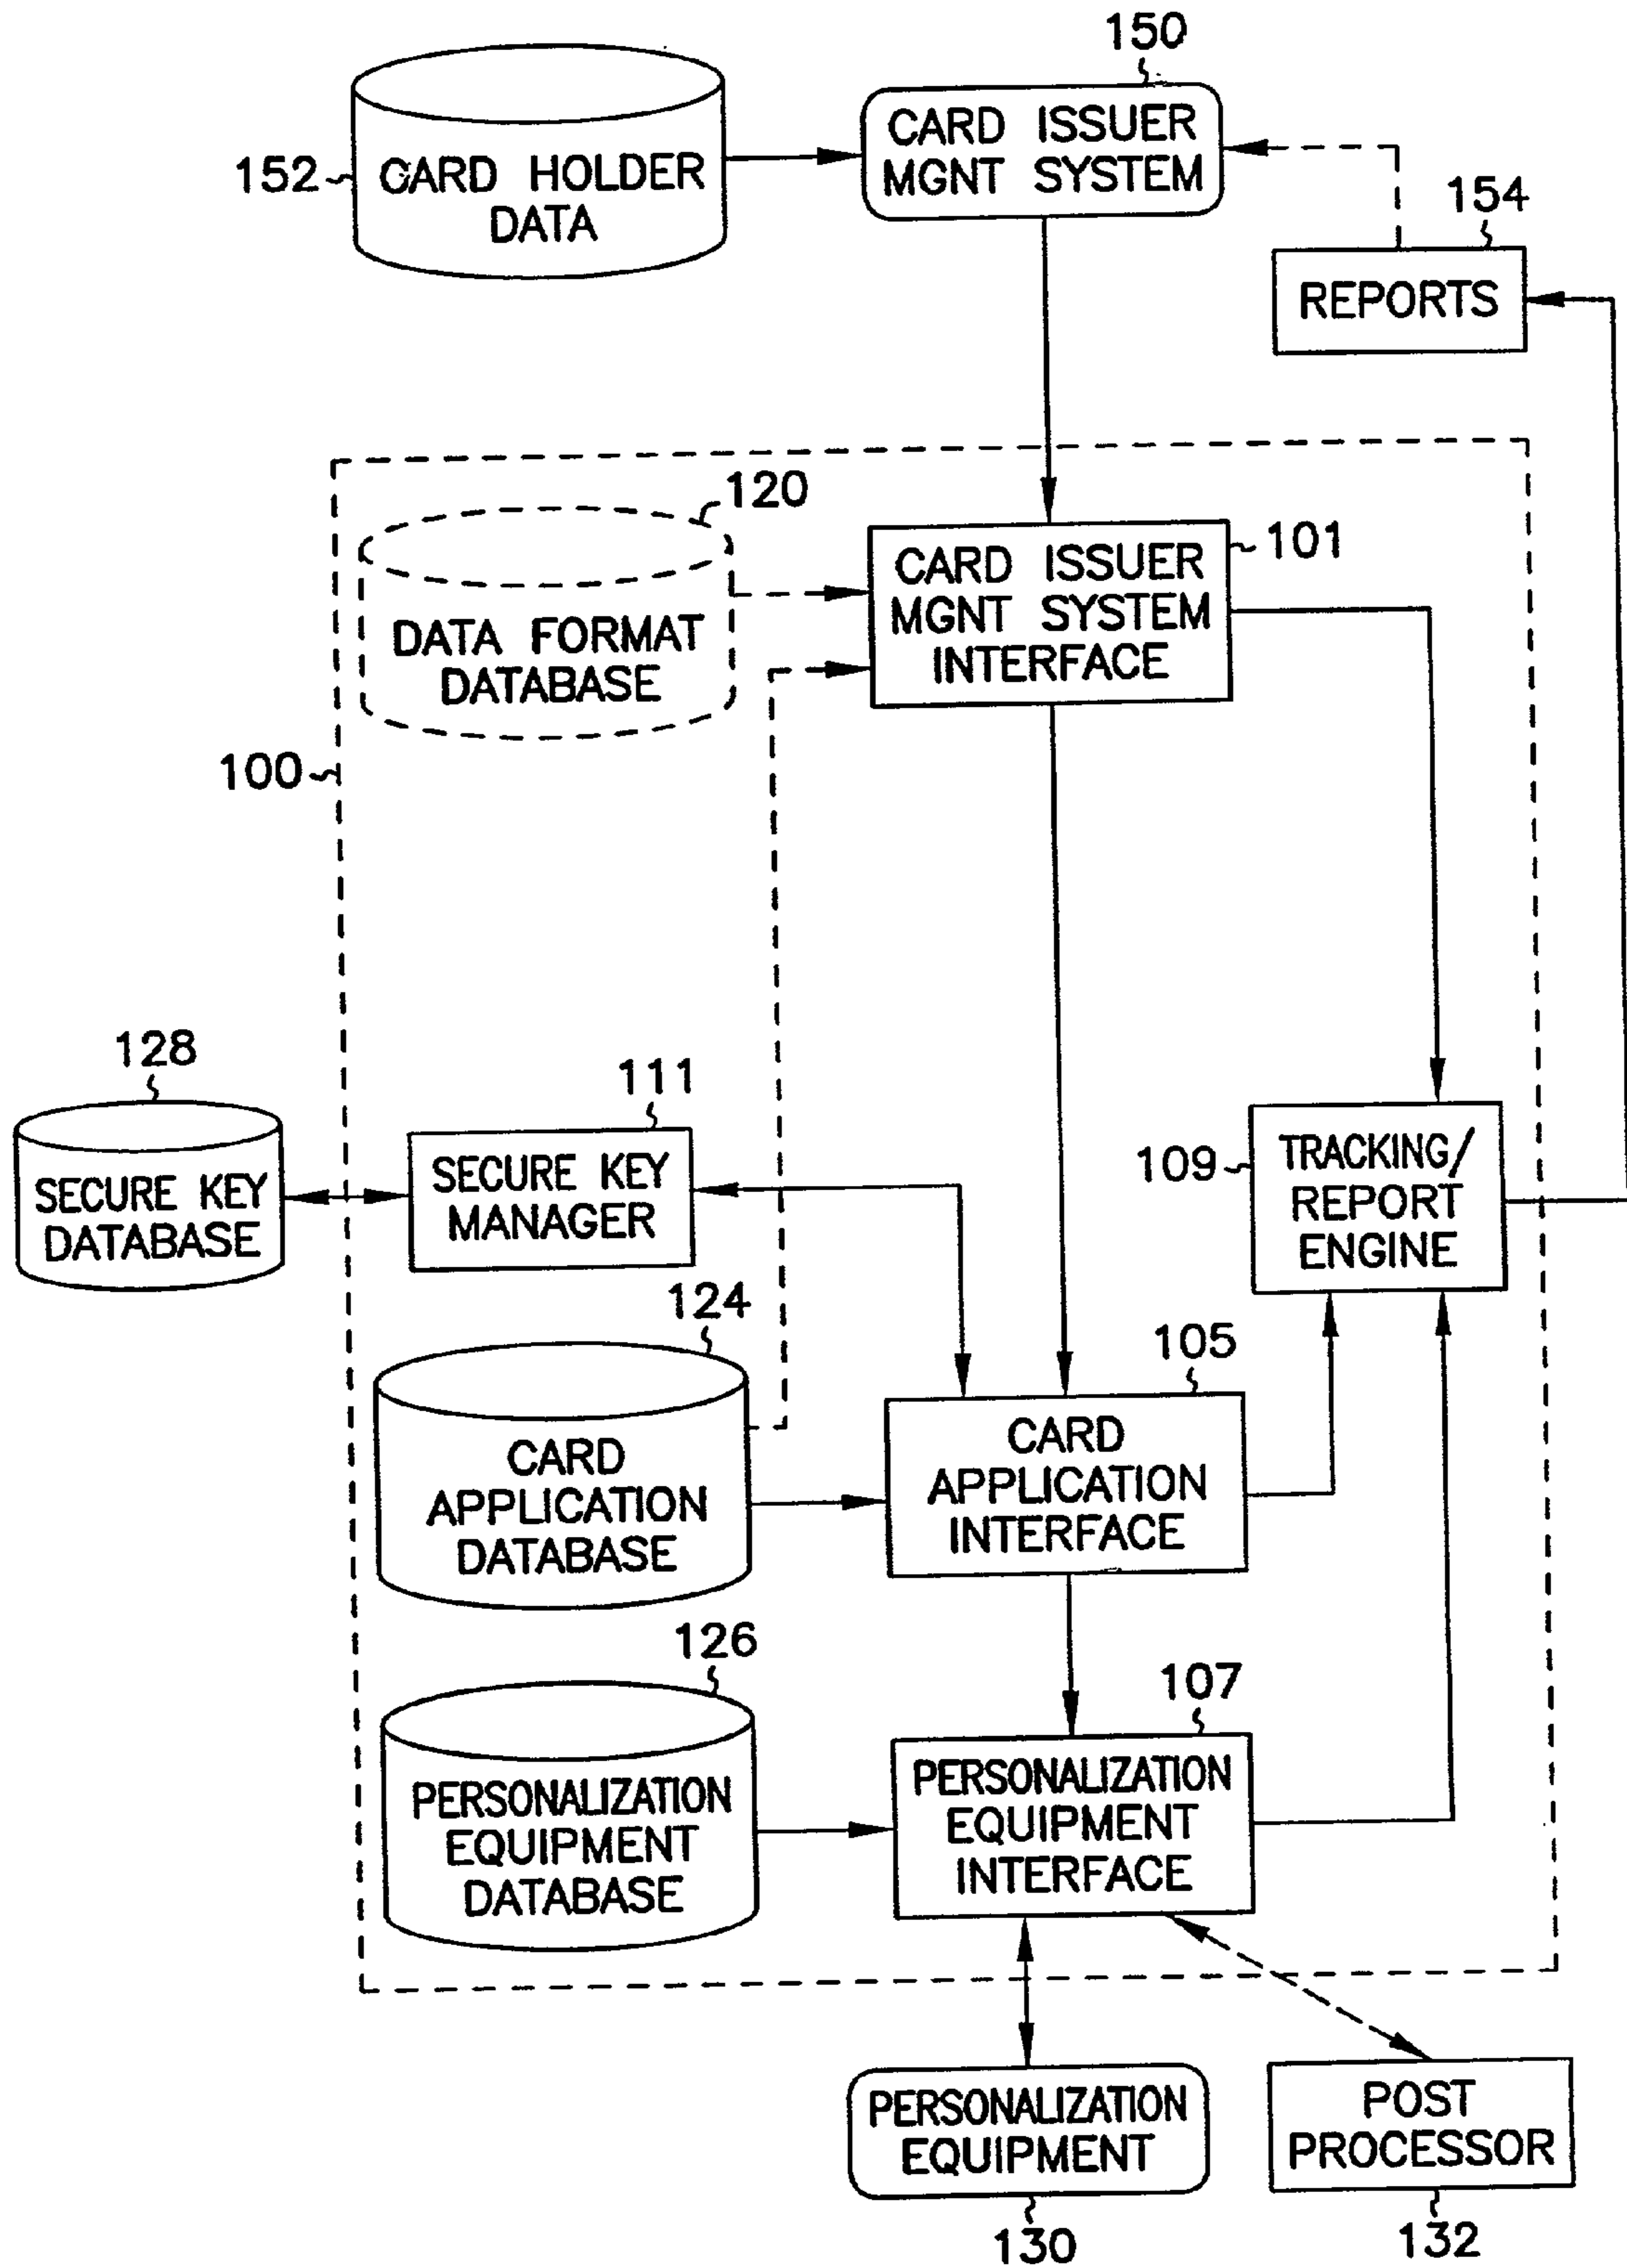 150
CARD ISSUER
MGNT SYSTEM
152
CARD HOLDER
DATA
154
REPORTS
120
DATA FORMAT
DATABASE
101
CARD ISSUER
MGNT SYSTEM
INTERFACE
100
128
SECURE KEY
DATABASE
111
SECURE KEY
MANAGER
109
TRACKING/
REPORT
ENGINE
124
CARD
APPLICATION
DATABASE
105
CARD
APPLICATION
INTERFACE
126
PERSONALIZATION
EQUIPMENT
DATABASE
107
PERSONALIZATION
EQUIPMENT
INTERFACE
PERSONALIZATION
EQUIPMENT
130
POST
PROCESSOR
132